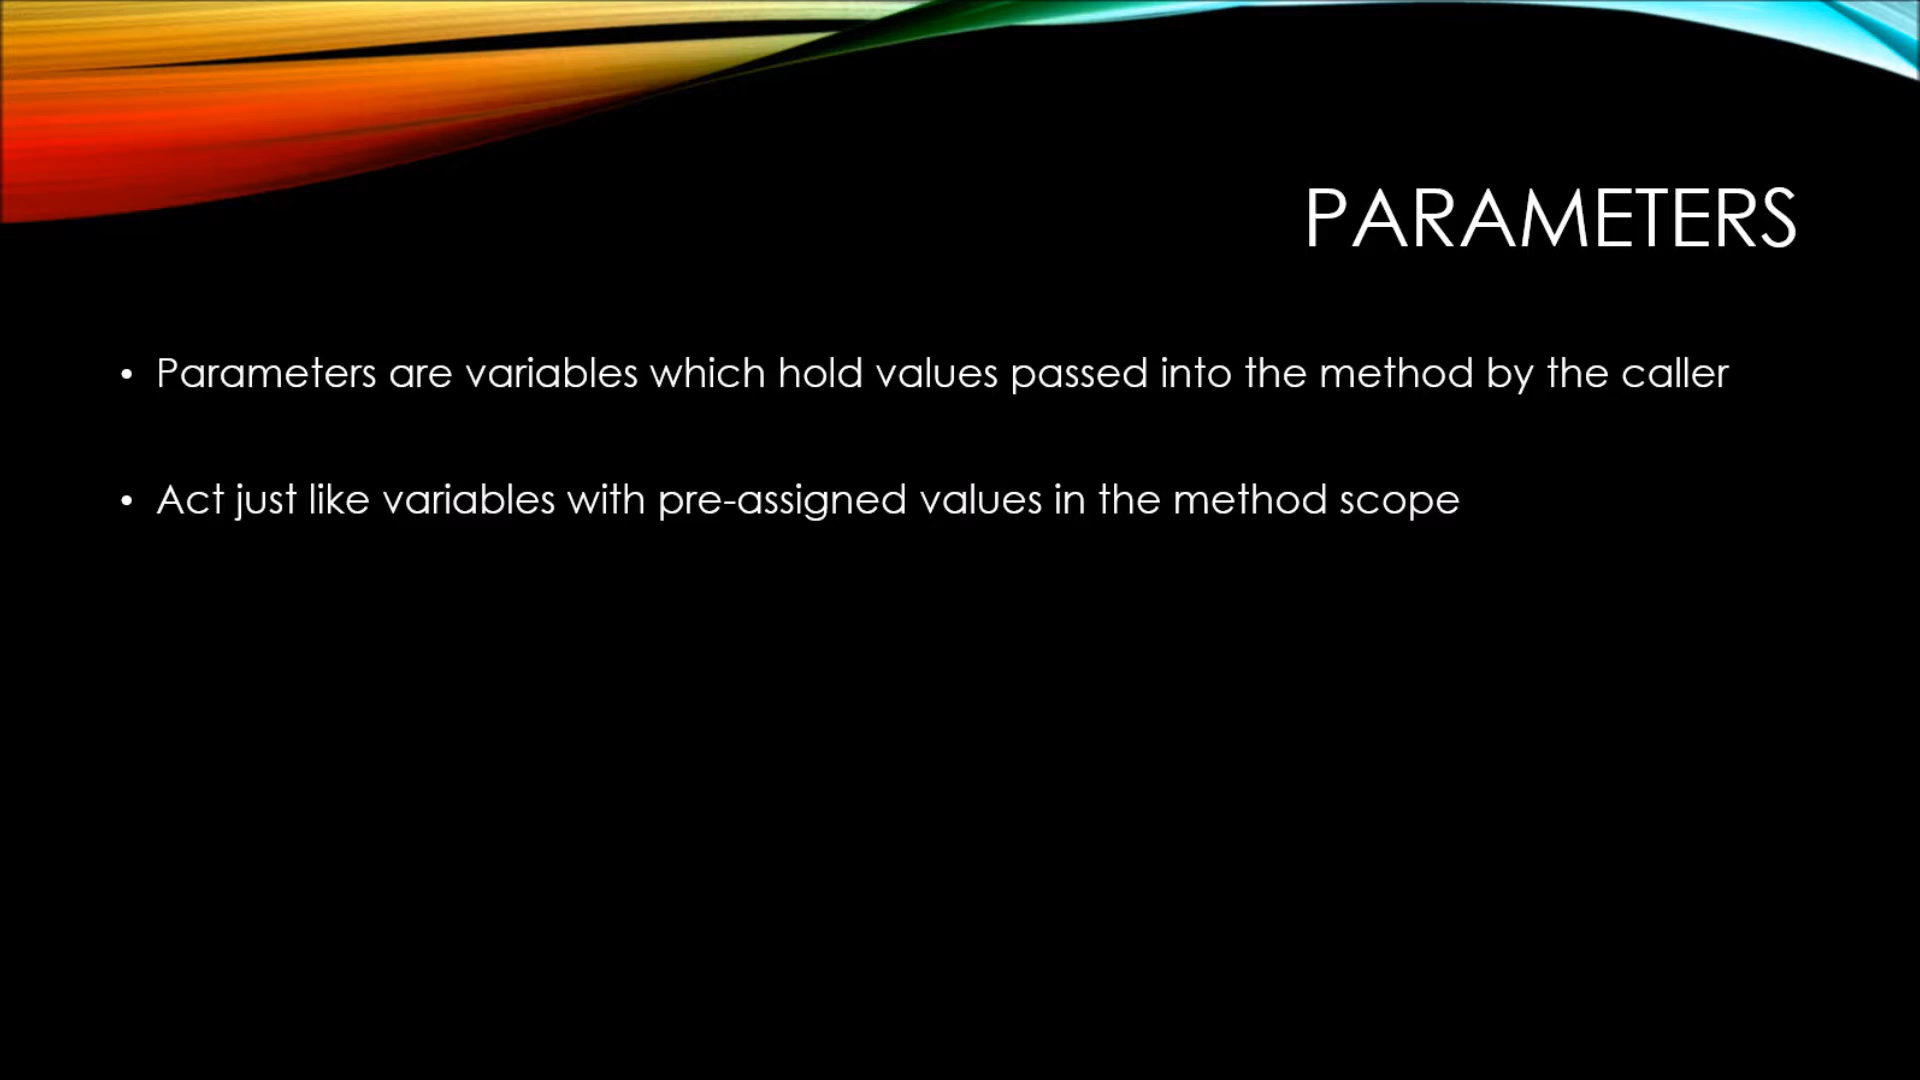 PARAMETERS
• Parameters are variables which hold values passed into the method by the caller
• Act just like variables with pre-assigned values in the method scope